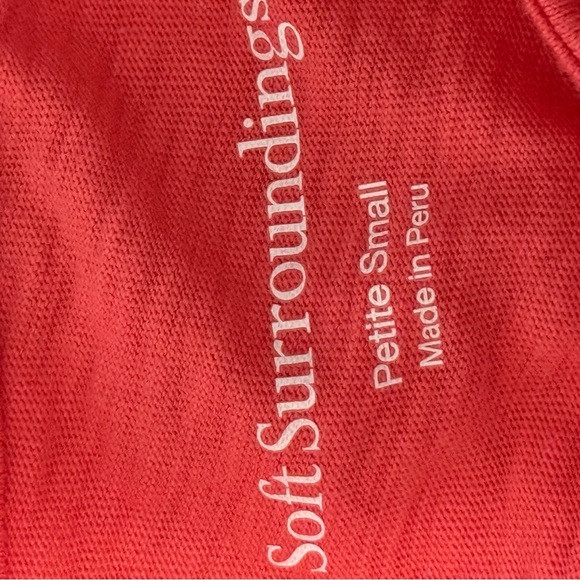 Soft Surroundings
Petite Small
Made in Peru